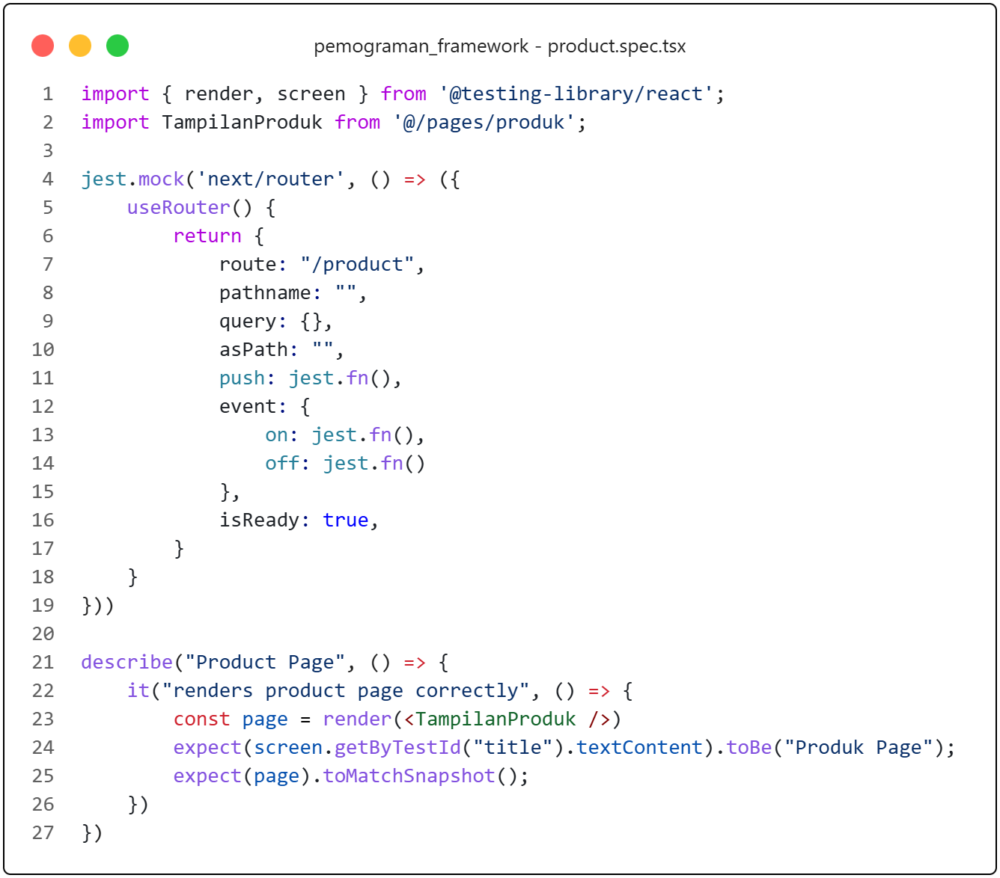 pemograman_framework - product.spec.tsx
1 import { render, screen } from '@testing-library/react';
2 import TampilanProduk from '@/pages/produk';
3
4 jest.mock('next/router', () => ({
5     useRouter() {
6         return {
7             route: "/product",
8             pathname: "",
9             query: {},
10             asPath: "",
11             push: jest.fn(),
12             event: {
13                 on: jest.fn(),
14                 off: jest.fn()
15             },
16             isReady: true,
17         }
18     }
19 }))
20
21 describe("Product Page", () => {
22     it("renders product page correctly", () => {
23         const page = render(<TampilanProduk />)
24         expect(screen.getByTestId("title").textContent).toBe("Produk Page");
25         expect(page).toMatchSnapshot();
26     })
27 })